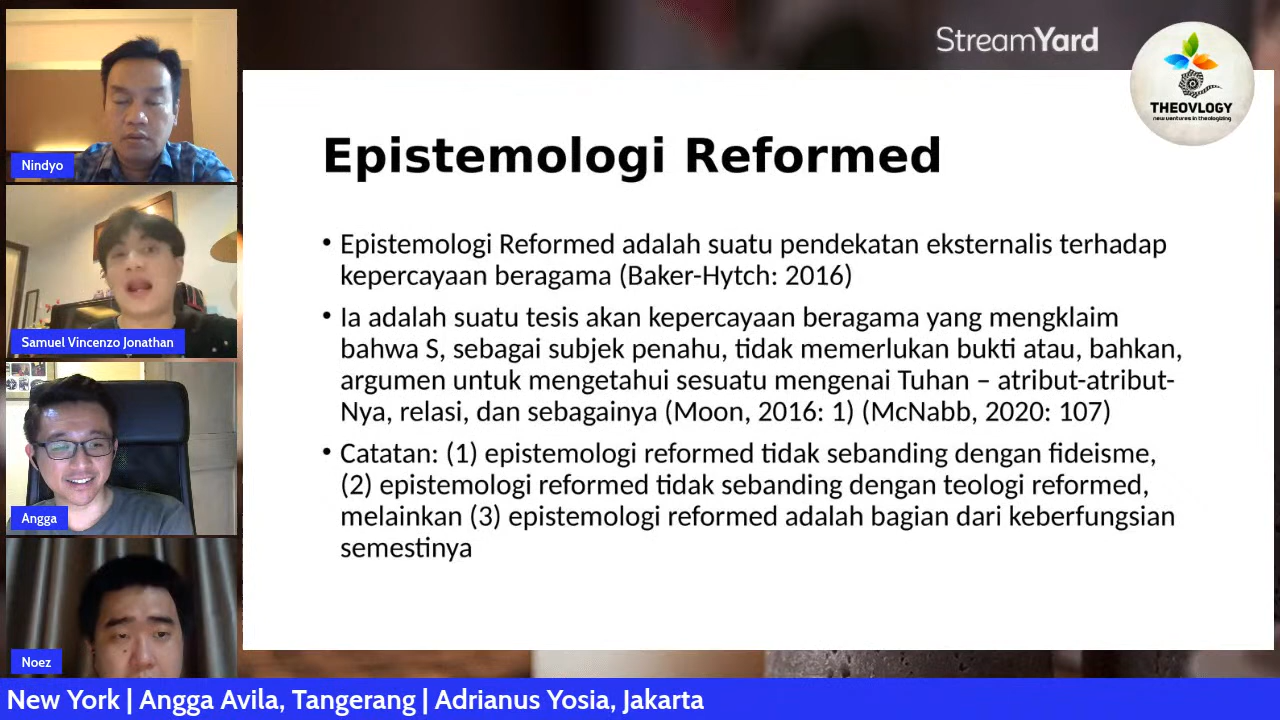 StreamYard
THEOVLOGY
new ventures in theologizing
Nindyo
Samuel Vincenzo Jonathan
Angga
Noez
Epistemologi Reformed
• Epistemologi Reformed adalah suatu pendekatan eksternalis terhadap
kepercayaan beragama (Baker-Hytch: 2016)
• Ia adalah suatu tesis akan kepercayaan beragama yang mengklaim
bahwa S, sebagai subjek penahu, tidak memerlukan bukti atau, bahkan,
argumen untuk mengetahui sesuatu mengenai Tuhan – atribut-atribut-
Nya, relasi, dan sebagainya (Moon, 2016: 1) (McNabb, 2020: 107)
• Catatan: (1) epistemologi reformed tidak sebanding dengan fideisme,
(2) epistemologi reformed tidak sebanding dengan teologi reformed,
melainkan (3) epistemologi reformed adalah bagian dari keberfungsian
semestinya
New York | Angga Avila, Tangerang | Adrianus Yosia, Jakarta